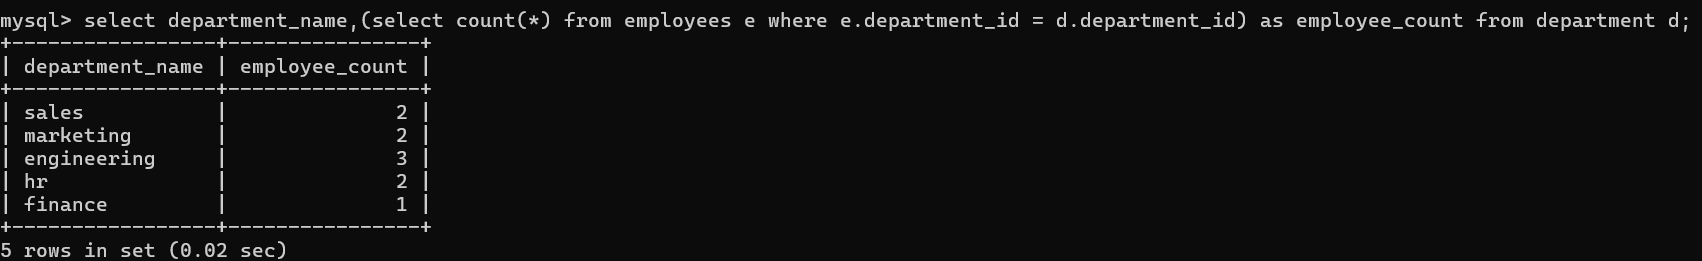 mysql> select department_name,(select count(*) from employees e where e.department_id = d.department_id) as employee_count from department d;
+-----------------+----------------+
| department_name | employee_count |
+-----------------+----------------+
| sales           |              2 |
| marketing       |              2 |
| engineering     |              3 |
| hr              |              2 |
| finance         |              1 |
+-----------------+----------------+
5 rows in set (0.02 sec)